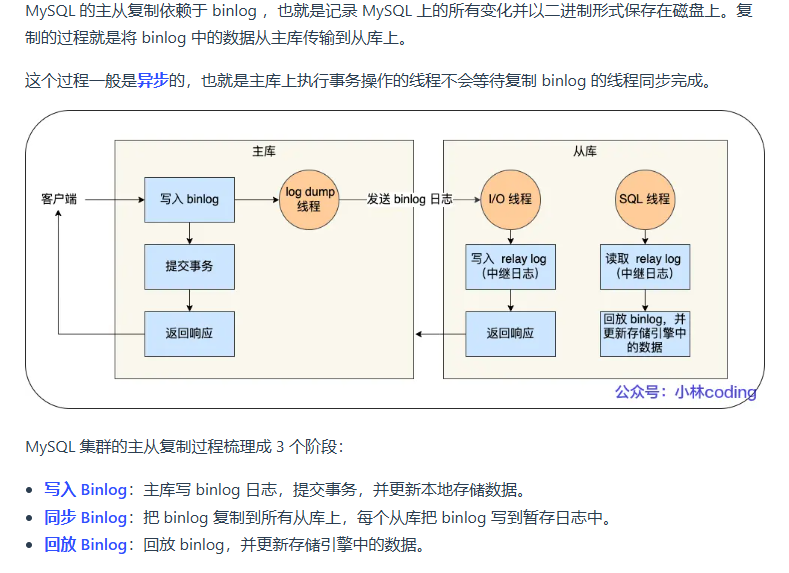 MySQL 的主从复制依赖于 binlog ，也就是记录 MySQL 上的所有变化并以二进制形式保存在磁盘上。复
制的过程就是将 binlog 中的数据从主库传输到从库上。
这个过程一般是异步的，也就是主库上执行事务操作的线程不会等待复制 binlog 的线程同步完成。
主库
从库
客户端
写入 binlog
log dump
线程
发送 binlog 日志
I/O 线程
SQL 线程
提交事务
写入 relay log
（中继日志）
读取 relay log
（中继日志）
返回响应
返回响应
回放 binlog，并
更新存储引擎中
的数据
公众号：小林coding
MySQL 集群的主从复制过程梳理成 3 个阶段：
• 写入 Binlog：主库写 binlog 日志，提交事务，并更新本地存储数据。
• 同步 Binlog：把 binlog 复制到所有从库上，每个从库把 binlog 写到暂存日志中。
• 回放 Binlog：回放 binlog，并更新存储引擎中的数据。